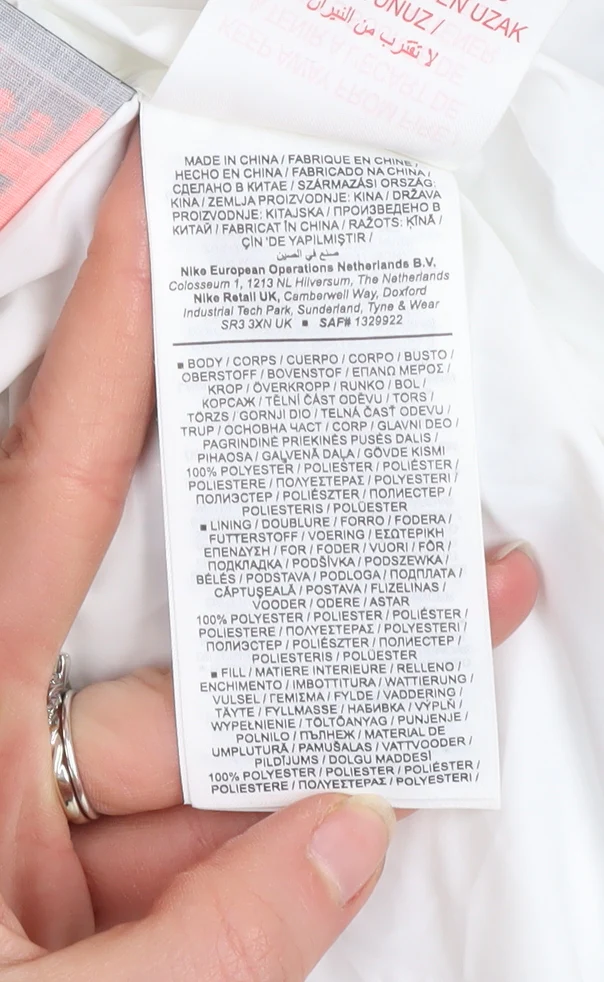 EN UZAK
UNUZ /
لا تقترب من النيران
MADE IN CHINA / FABRIQUE EN CHINE /
HECHO EN CHINA / FABRICADO NA CHINA /
СДЕЛАНО В КИТАЕ / SZÁRMAZÁSI ORSZÁG:
KÍNA / ZEMLJA PROIZVODNJE: KINA / DRŽAVA
PROIZVODNJE: KITAJSKA / ПРОИЗВЕДЕНО В
КИТАЙ / FABRICAT ÎN CHINA / RAŽOTS: ĶĪNĀ /
ÇİN 'DE YAPILMIŞTIR /
صنع في الصين
Nike European Operations Netherlands B.V.
Colosseum 1, 1213 NL Hilversum, The Netherlands
Nike Retail UK, Camberwell Way, Doxford
Industrial Tech Park, Sunderland, Tyne & Wear
SR3 3XN UK ■ SAF# 1329922
■ BODY / CORPS / CUERPO / CORPO / BUSTO /
OBERSTOFF / BOVENSTOF / ΕΠΑΝΩ ΜΕΡΟΣ /
KROP / ÖVERKROPP / RUNKO / BOL /
КОРСАЖ / TĚLNÍ ČÁST ODĚVU / TORS /
TÖRZS / GORNJI DIO / TELNÁ ČASŤ ODEVU /
TRUP / ОСНОВНА ЧАСТ / CORP / GLAVNI DEO /
PAGRINDINĖ PRIEKINĖS PUSĖS DALIS /
PIHAOSA / GALVENĀ DAĻA / GÖVDE KISMI
100% POLYESTER / POLIESTER / POLIÉSTER /
POLIESTERE / ΠΟΛΥΕΣΤΕΡΑΣ / POLYESTERI /
ПОЛИЭСТЕР / POLIÉSZTER / ПОЛИЕСТЕР /
POLIESTERIS / POLÜESTER
■ LINING / DOUBLURE / FORRO / FODERA /
FUTTERSTOFF / VOERING / ΕΣΩΤΕΡΙΚΗ
ΕΠΕΝΔΥΣΗ / FOR / FODER / VUORI / FÔR /
ПОДКЛАДКА / PODŠÍVKA / PODSZEWKA /
BÉLÉS / PODSTAVA / PODLOGA / ПОДПЛАТА /
CĂPTUŞEALĂ / POSTAVA / FLIZELINAS /
VOODER / ODERE / ASTAR
100% POLYESTER / POLIESTER / POLIÉSTER /
POLIESTERE / ΠΟΛΥΕΣΤΕΡΑΣ / POLYESTERI /
ПОЛИЭСТЕР / POLIÉSZTER / ПОЛИЕСТЕР /
POLIESTERIS / POLÜESTER
■ FILL / MATIERE INTERIEURE / RELLENO /
ENCHIMENTO / IMBOTTITURA / WATTIERUNG /
VULSEL / ΓΕΜΙΣΜΑ / FYLDE / VADDERING /
TÄYTE / FYLLMASSE / НАБИВКА / VÝPLŇ /
WYPEŁNIENIE / TÖLTŐANYAG / PUNJENJE /
POLNILO / ПЪЛНЕЖ / MATERIAL DE
UMPLUTURĂ / PAMUŠALAS / VATTVOODER /
PILDĪJUMS / DOLGU MADDESİ
100% POLYESTER / POLIESTER / POLIÉSTER /
POLIESTERE / ΠΟΛΥΕΣΤΕΡΑΣ / POLYESTERI /